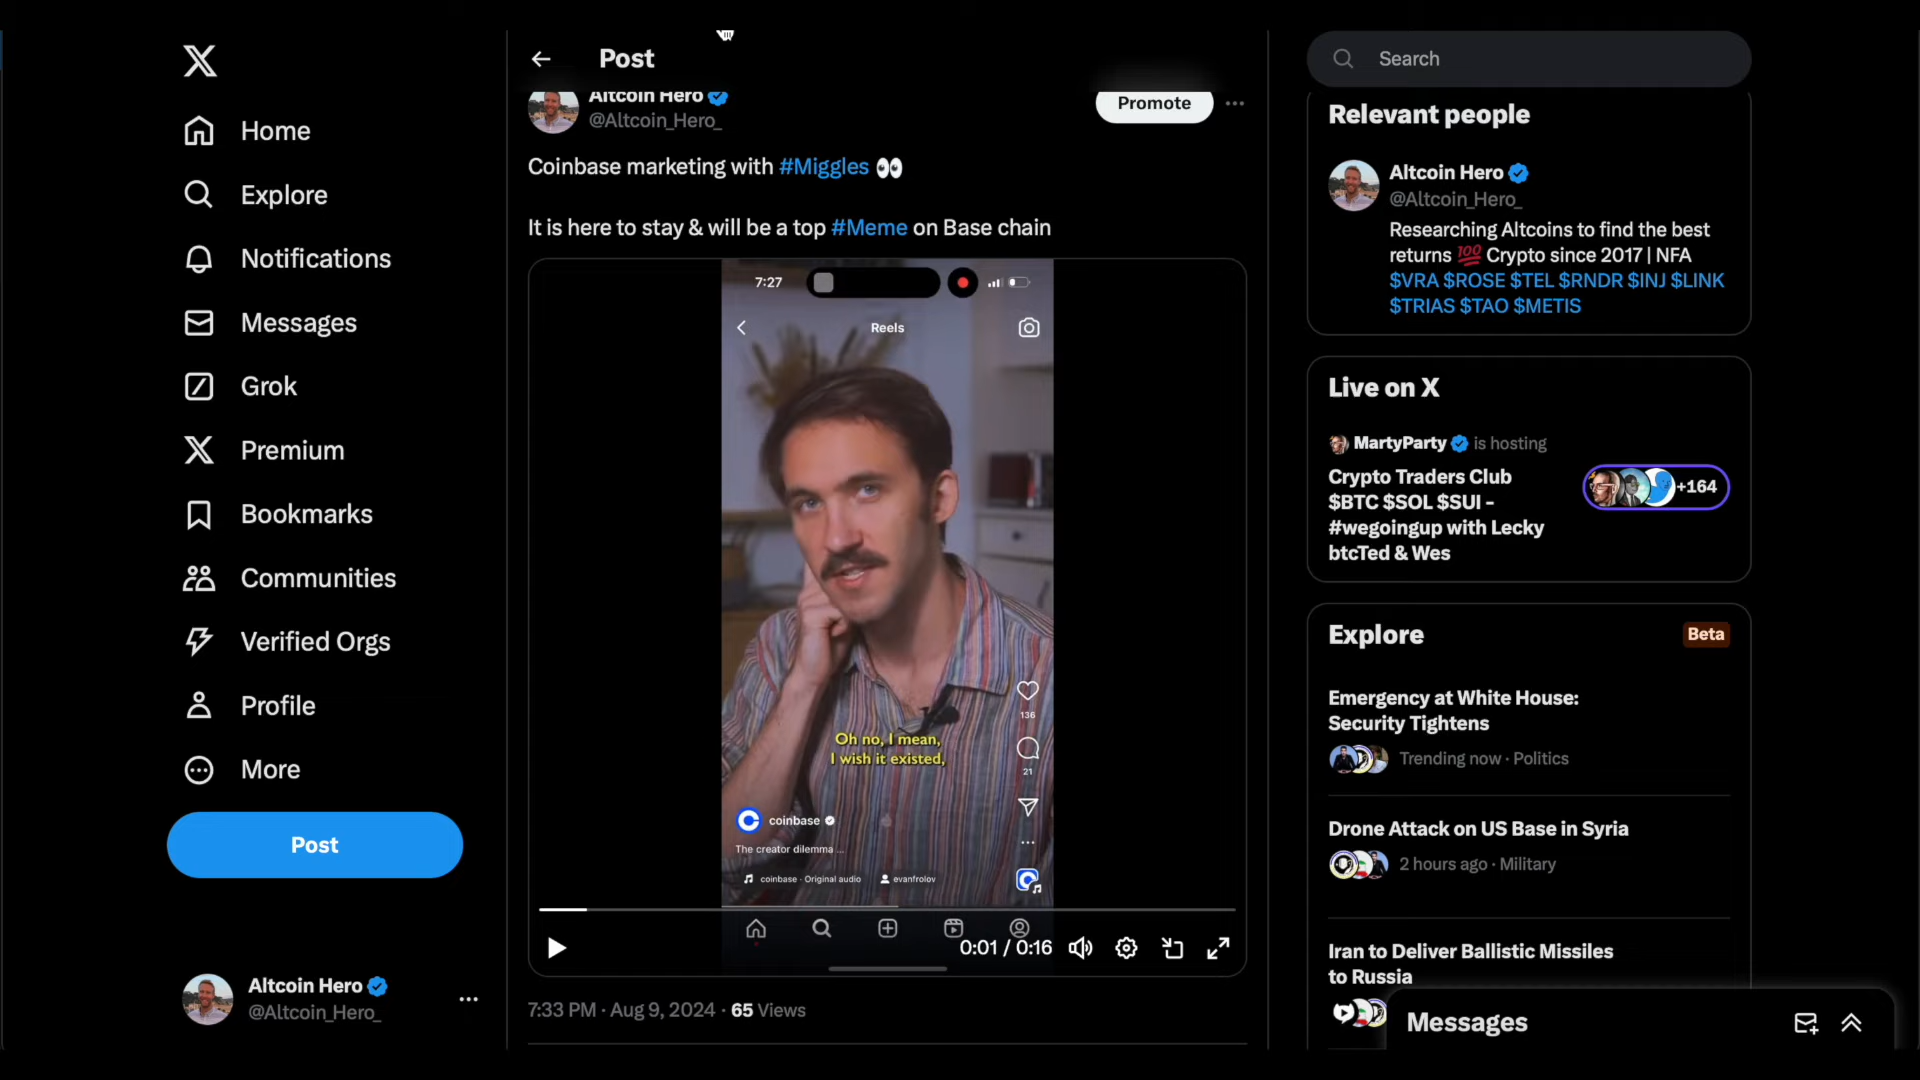 Home
Explore
Notifications
Messages
Grok
Premium
Bookmarks
Communities
Verified Orgs
Profile
More
Post
Altcoin Hero
@Altcoin_Hero_
Post
Altcoin Hero
@Altcoin_Hero_
Promote
Coinbase marketing with #Miggles 👀
It is here to stay & will be a top #Meme on Base chain
7:27
Reels
136
21
Oh no, I mean,
I wish it existed,
coinbase
The creator dilemma ...
coinbase · Original audio
evanfrolov
0:01 / 0:16
7:33 PM · Aug 9, 2024 · 65 Views
Search
Relevant people
Altcoin Hero
@Altcoin_Hero_
Researching Altcoins to find the best
returns 💯 Crypto since 2017 | NFA
$VRA $ROSE $TEL $RNDR $INJ $LINK
$TRIAS $TAO $METIS
Live on X
MartyParty is hosting
Crypto Traders Club
$BTC $SOL $SUI -
#wegoingup with Lecky
btcTed & Wes
+164
Explore
Beta
Emergency at White House:
Security Tightens
Trending now · Politics
Drone Attack on US Base in Syria
2 hours ago · Military
Iran to Deliver Ballistic Missiles
to Russia
Messages